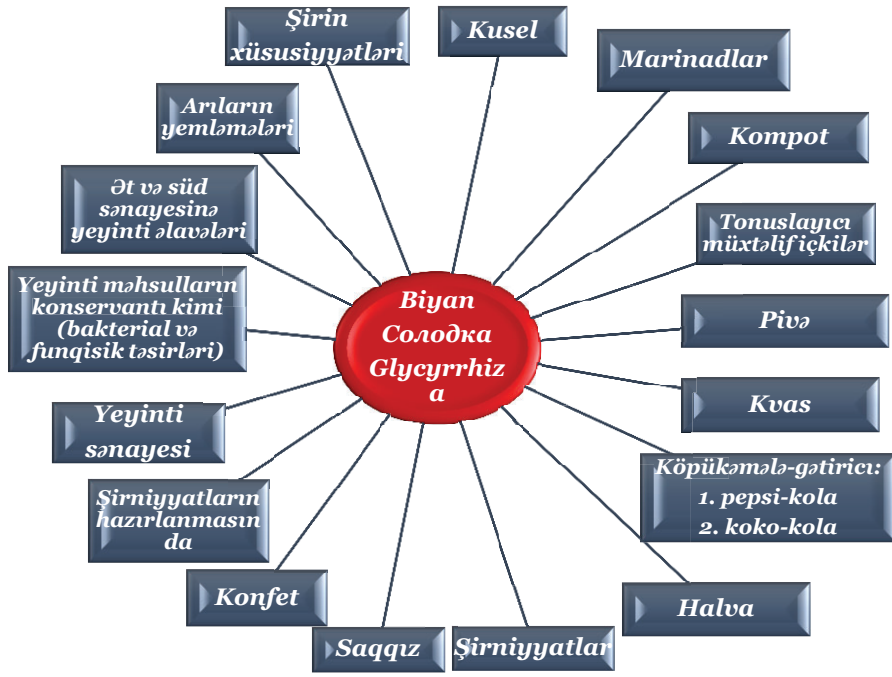 Şirin
xüsusiyyətləri
Kusel
Marinadlar
Kompot
Tonuslayıcı
müxtəlif içkilər
Pivə
Kvas
Köpükəmələ-gətirici:
1. pepsi-kola
2. koko-kola
Halva
Şirniyyatlar
Saqqız
Konfet
Şirniyyatların
hazırlanmasın
da
Yeyinti
sənayesi
Yeyinti məhsulların
konservantı kimi
(bakterial və
funqisik təsirləri)
Ət və süd
sənayesinə
yeyinti əlavələri
Arıların
yemləmələri
Biyan
Солодка
Glycyrrhiz
a